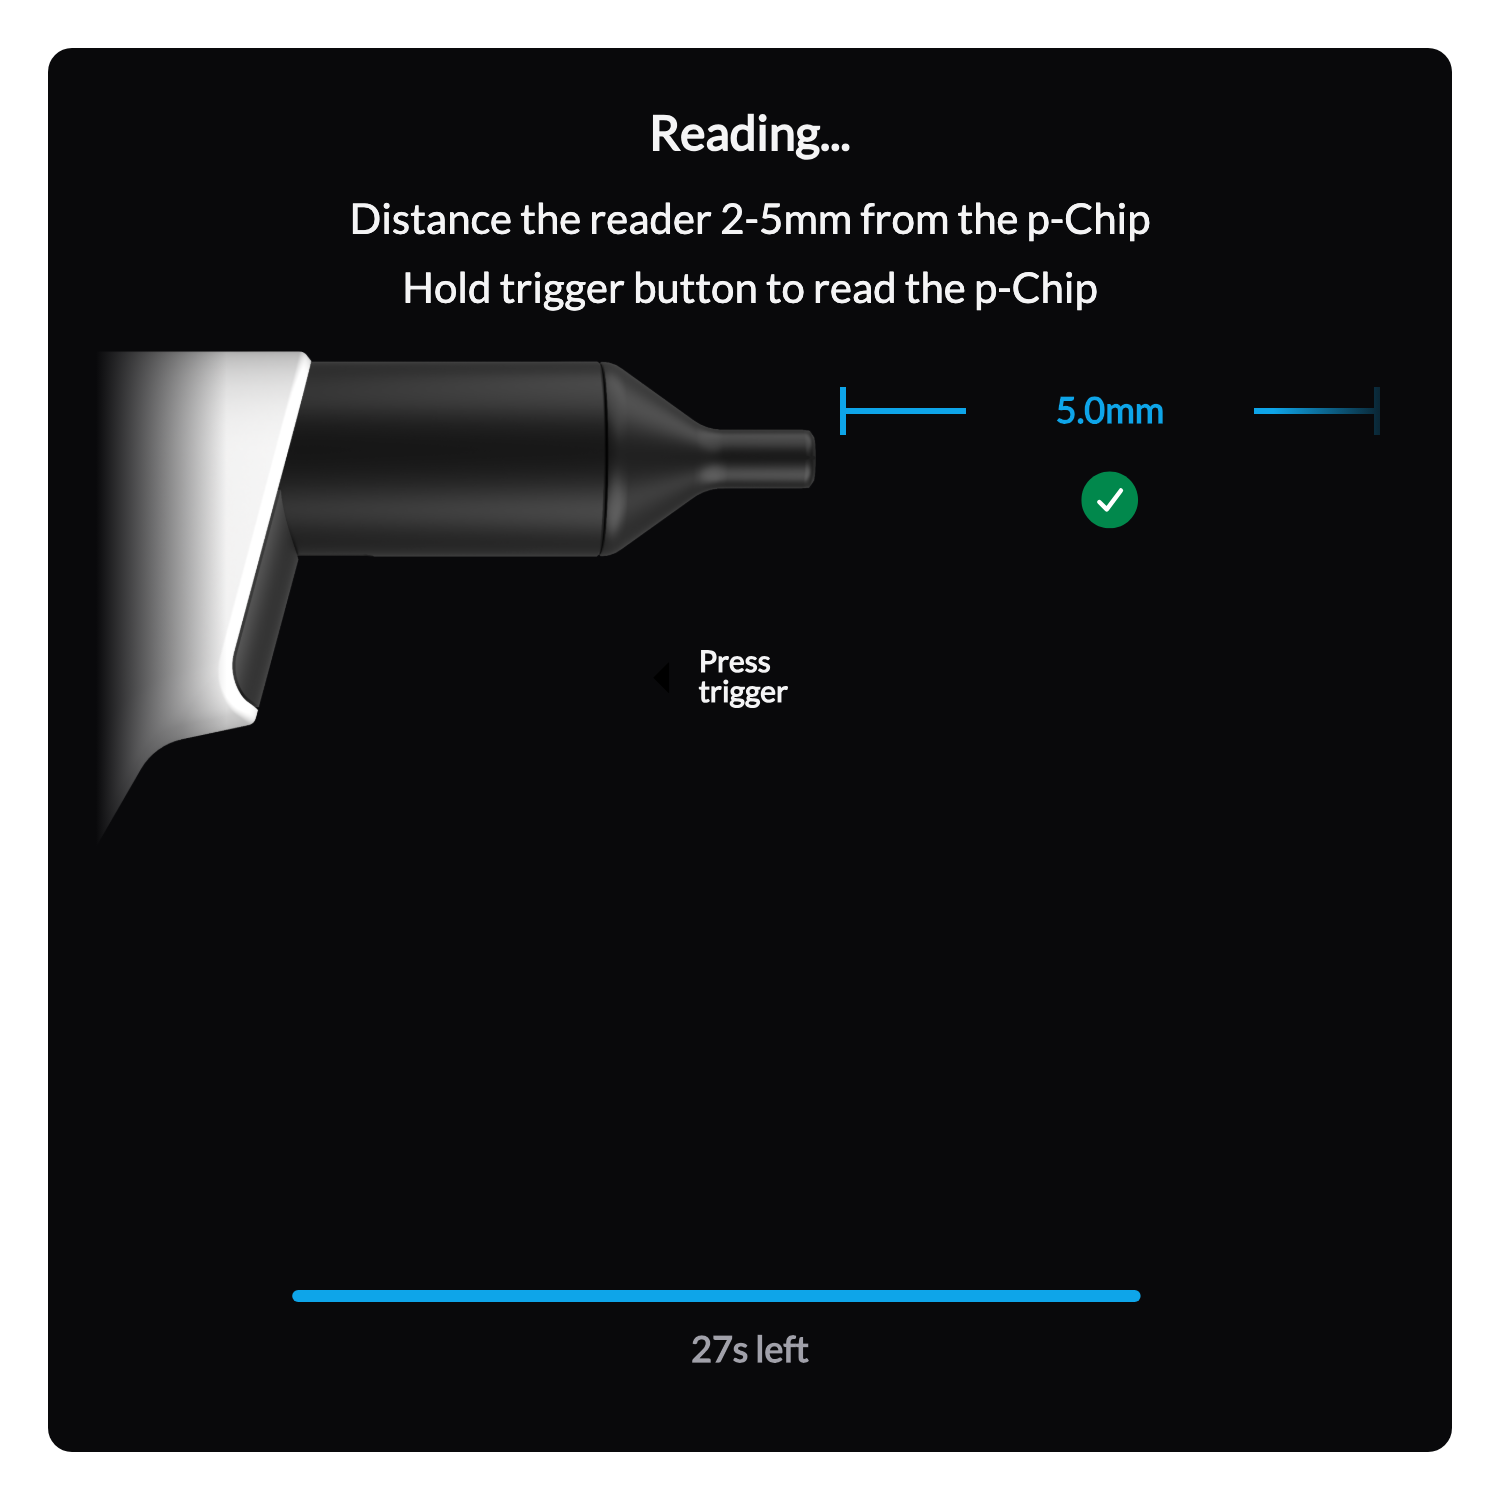 Reading...
Distance the reader 2-5mm from the p-Chip
Hold trigger button to read the p-Chip
5.0mm
Press
trigger
27s left